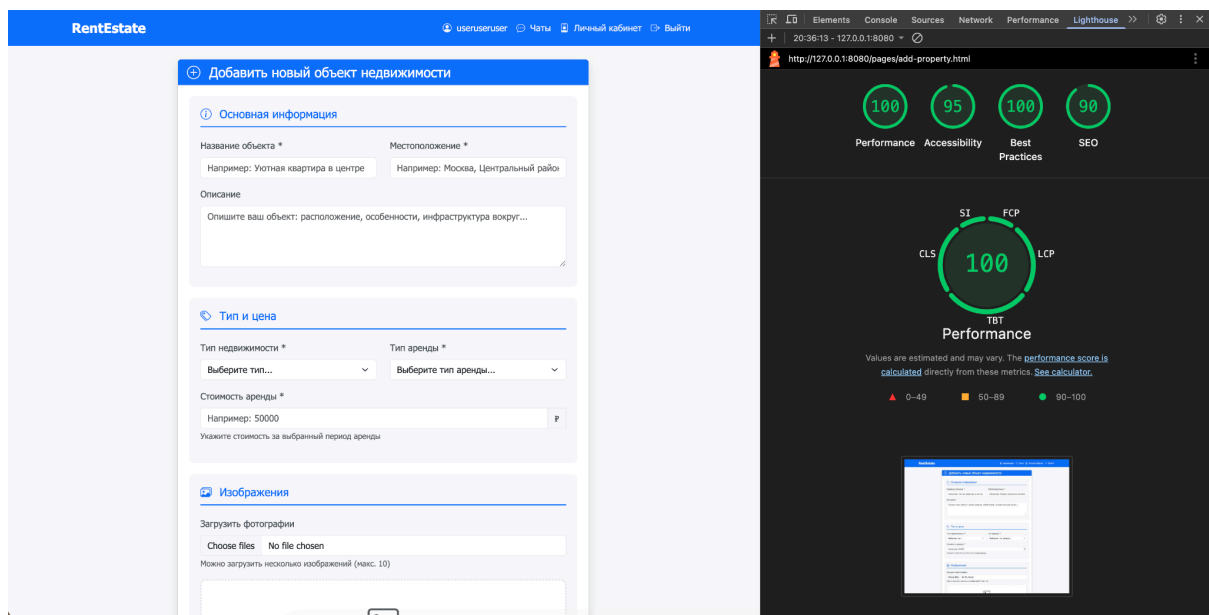 RentEstate
useruseruser Чаты Личный кабинет Выйти
Добавить новый объект недвижимости
Основная информация
Название объекта * Местоположение *
Например: Уютная квартира в центре Например: Москва, Центральный район
Описание
Опишите ваш объект: расположение, особенности, инфраструктура вокруг...
Тип и цена
Тип недвижимости * Тип аренды *
Выберите тип... Выберите тип аренды...
Стоимость аренды *
Например: 50000 ₽
Укажите стоимость за выбранный период аренды
Изображения
Загрузить фотографии
Choose files No file chosen
Можно загрузить несколько изображений (макс. 10)
Elements Console Sources Network Performance Lighthouse
20:36:13 - 127.0.0.1:8080
http://127.0.0.1:8080/pages/add-property.html
100 95 100 90
Performance Accessibility Best Practices SEO
SI FCP
CLS LCP
100
TBT
Performance
Values are estimated and may vary. The performance score is
calculated directly from these metrics. See calculator.
0–49 50–89 90–100